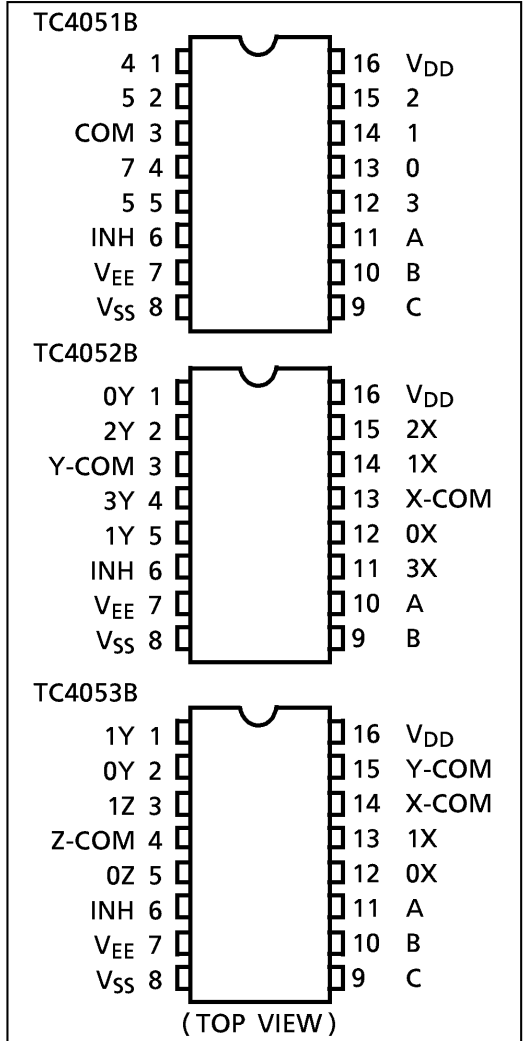 TC4051B
4 1 16 VDD
5 2 15 2
COM 3 14 1
7 4 13 0
5 5 12 3
INH 6 11 A
VEE 7 10 B
VSS 8 9 C
TC4052B
0Y 1 16 VDD
2Y 2 15 2X
Y-COM 3 14 1X
3Y 4 13 X-COM
1Y 5 12 0X
INH 6 11 3X
VEE 7 10 A
VSS 8 9 B
TC4053B
1Y 1 16 VDD
0Y 2 15 Y-COM
1Z 3 14 X-COM
Z-COM 4 13 1X
0Z 5 12 0X
INH 6 11 A
VEE 7 10 B
VSS 8 9 C
(TOP VIEW)